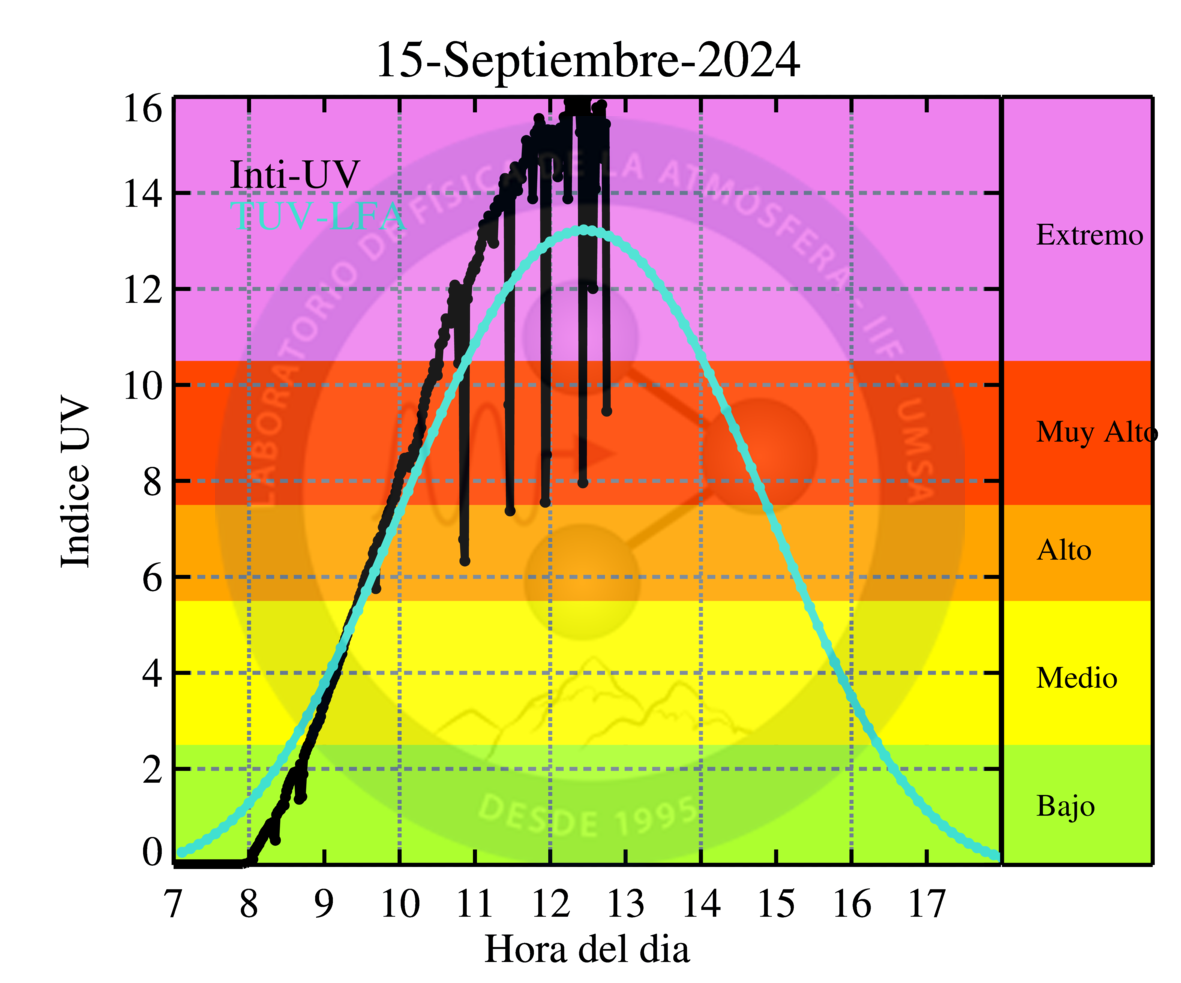 15-Septiembre-2024
16
14
12
10
8
6
4
2
0
Indice UV
Inti-UV
TUV-LFA
LABORATORIO DE FÍSICA DE LA ATMÓSFERA - IIF - UMSA
DESDE 1995
Extremo
Muy Alto
Alto
Medio
Bajo
7 8 9 10 11 12 13 14 15 16 17
Hora del dia